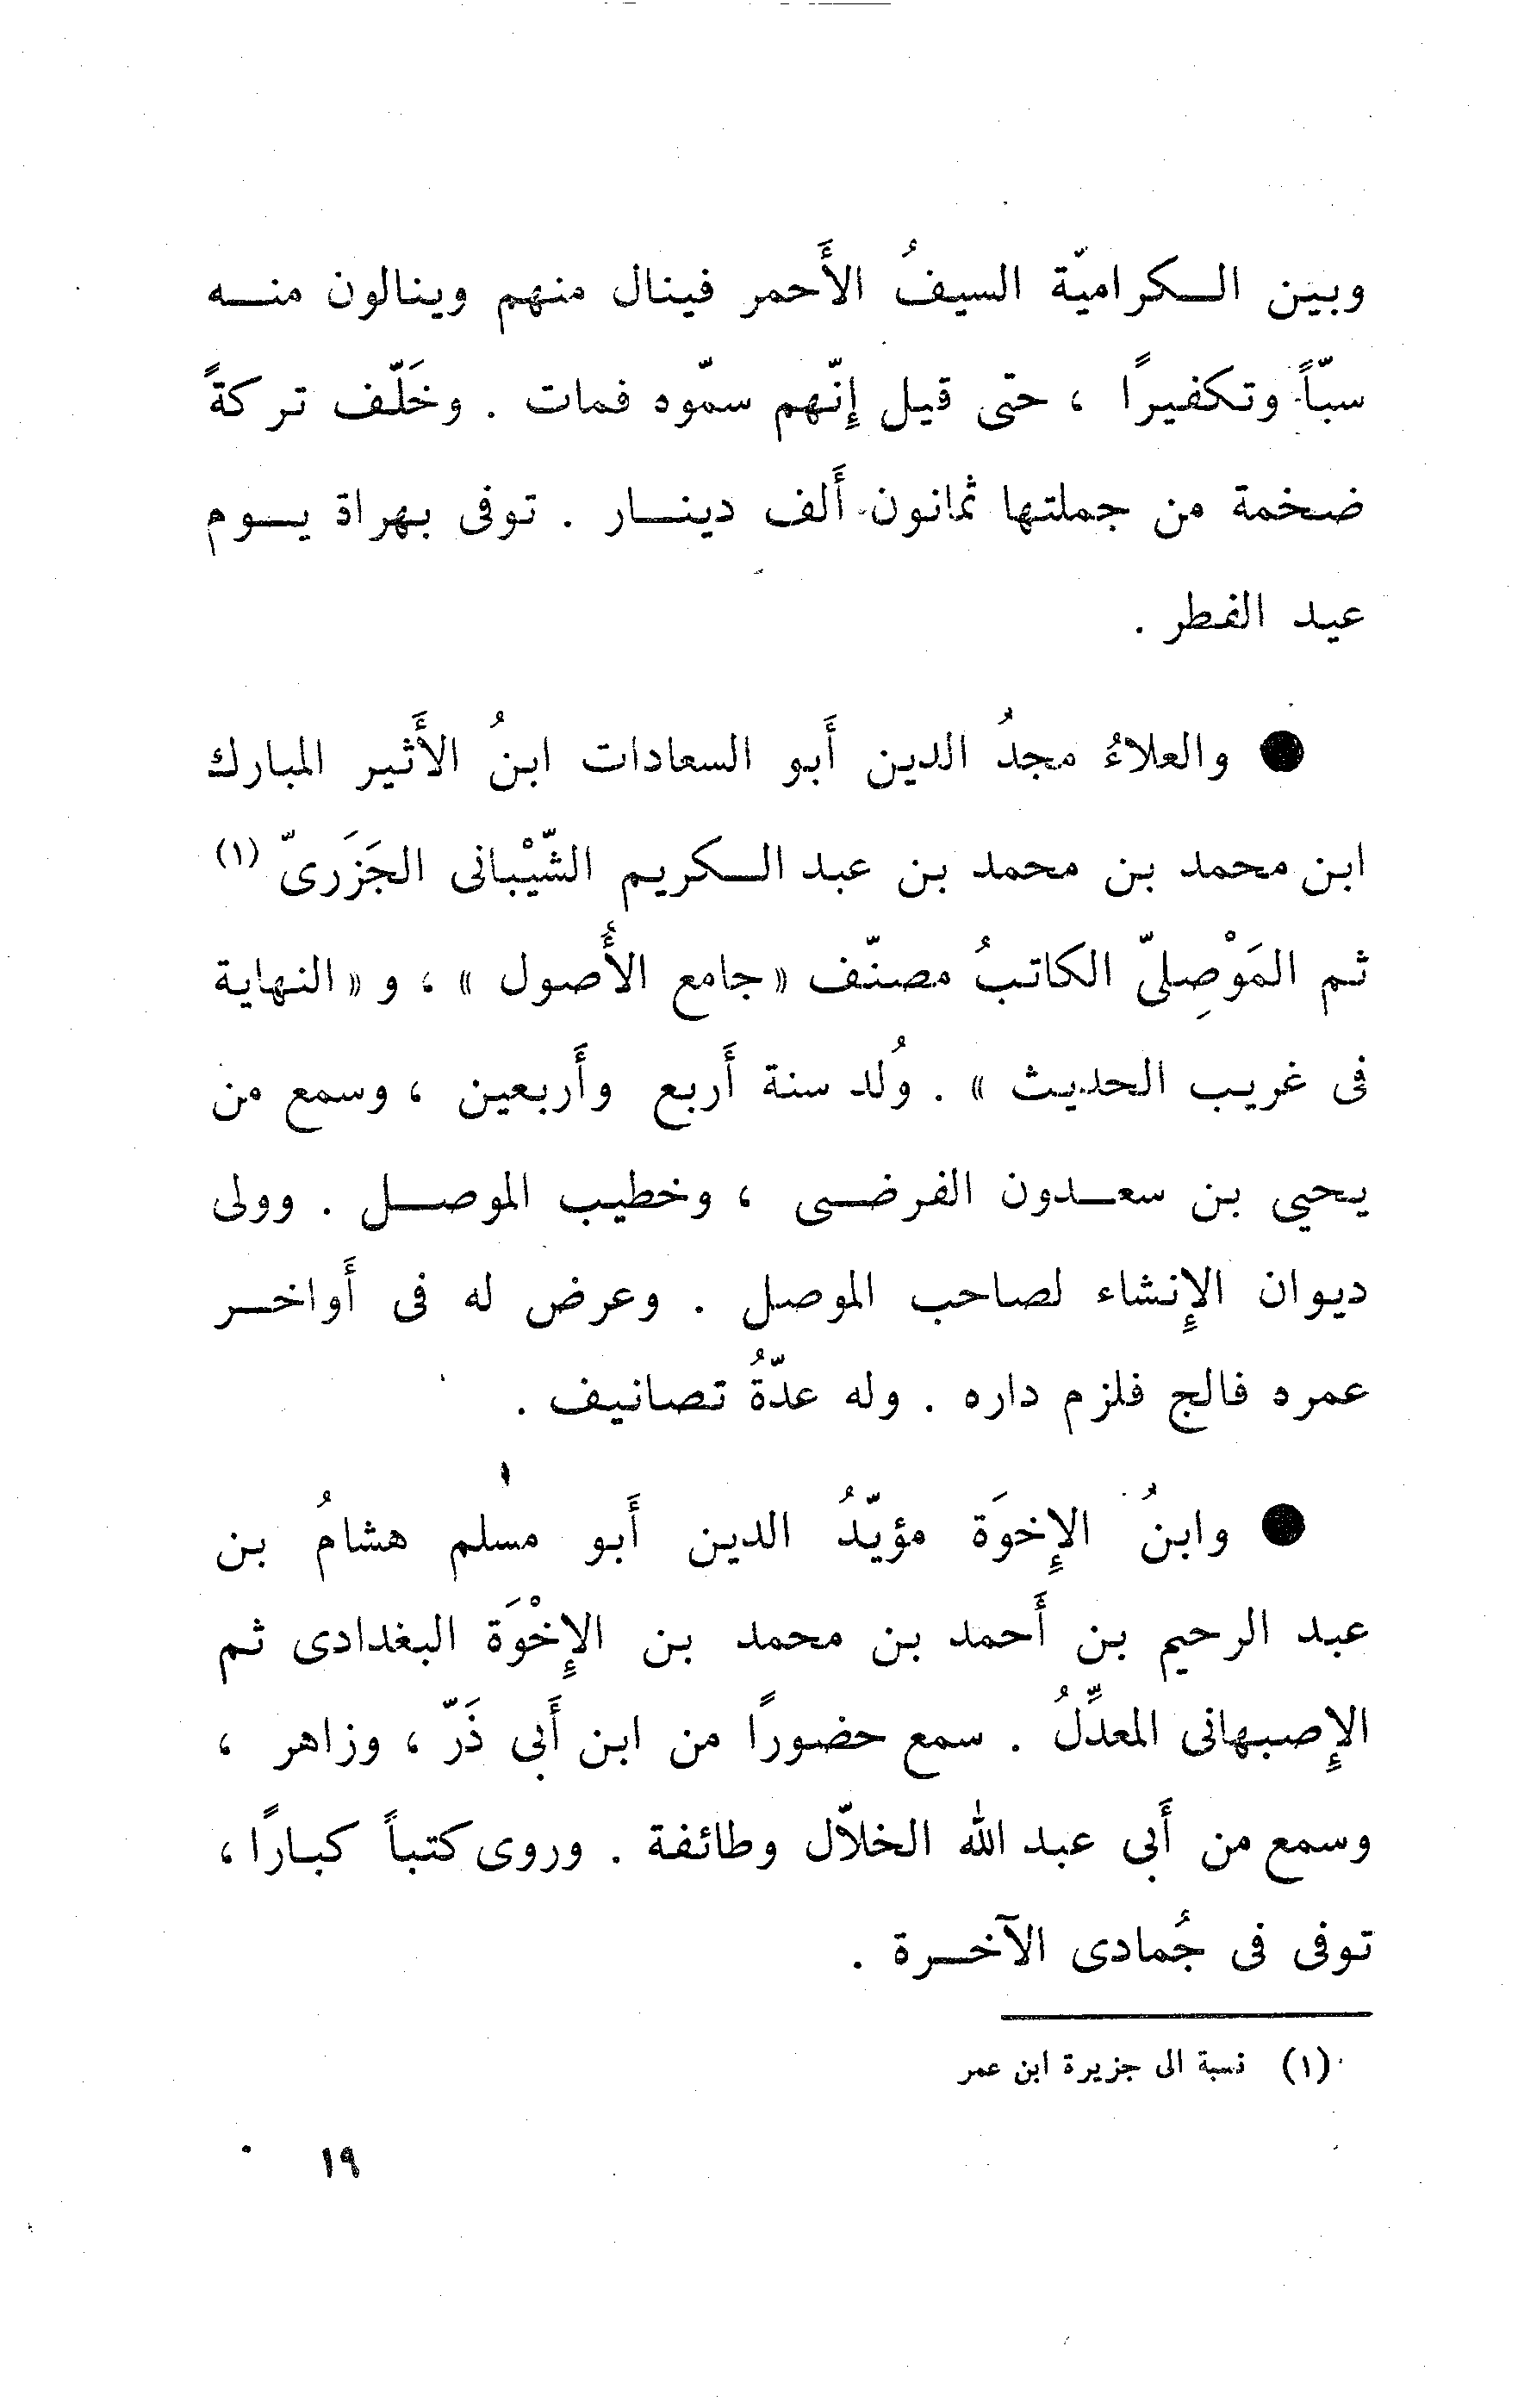 وبين الكراميّة السيفُ الأَحمر فينال منهم وينالون منه
سبّاً وتكفيرًا ، حتى قيل إنّهم سمّوه فمات . وخَلّف تركةً
ضخمة من جملتها ثمانون أَلف دينار . توفى بهراة يوم
عيد الفطر .
● والعلاءُ مجدُ الدين أَبو السعادات ابنُ الأَثير المبارك
ابن محمد بن محمد بن عبد الكريم الشّيْبانى الجَزَرىّ (١)
ثم المَوْصِلىّ الكاتبُ مصنّف « جامع الأُصول » ، و « النهاية
فى غريب الحديث » . وُلد سنة أَربع وأَربعين ، وسمع من
يحيى بن سعدون الفرضى ، وخطيب الموصل . وولى
ديوان الإِنشاء لصاحب الموصل . وعرض له فى أَواخر
عمره فالج فلزم داره . وله عدّةُ تصانيف .
● وابنُ الإِخوَة مؤيّدُ الدين أَبو مسلم هشامُ بن
عبد الرحيم بن أَحمد بن محمد بن الإِخْوَة البغدادى ثم
الإِصبهانى المعدِّلُ . سمع حضورًا من ابن أَبى ذَرّ ، وزاهر ،
وسمع من أَبى عبد الله الخلاّل وطائفة . وروى كتباً كبارًا ،
توفى فى جُمادى الآخرة .
(١) نسبة الى جزيرة ابن عمر
١٩